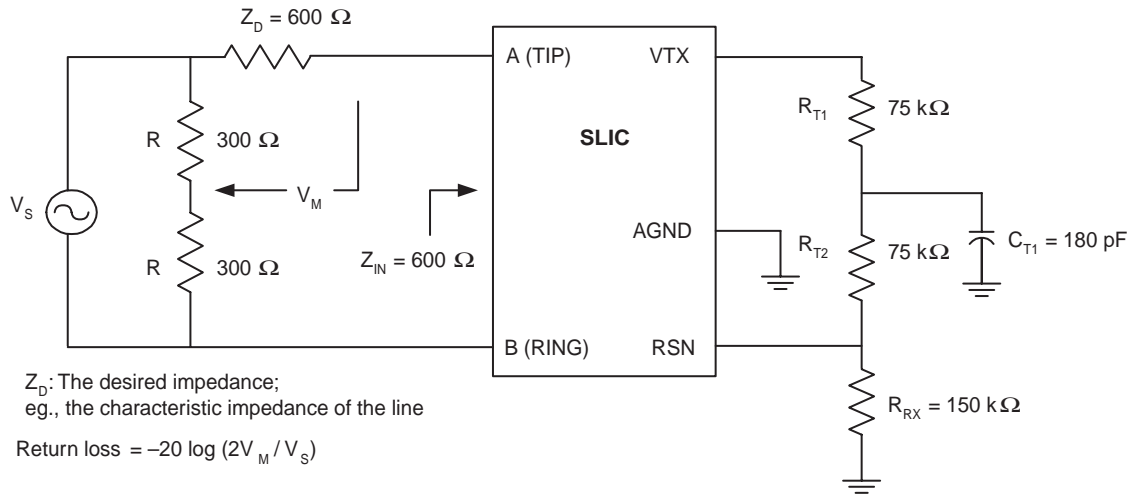 Z_D = 600 Ω
A (TIP)
VTX
R_T1
75 kΩ
R
300 Ω
SLIC
V_M
V_S
AGND
R_T2
75 kΩ
C_T1 = 180 pF
R
300 Ω
Z_IN = 600 Ω
B (RING)
RSN
Z_D: The desired impedance;
eg., the characteristic impedance of the line
R_RX = 150 kΩ
Return loss = –20 log (2V_M / V_S)